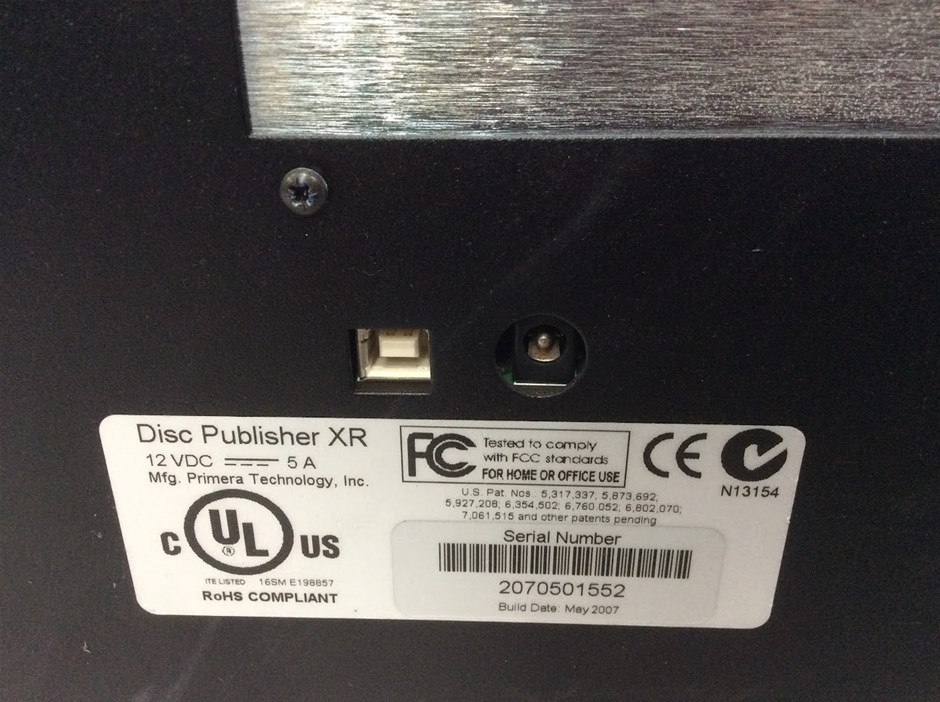 Disc Publisher XR
12 VDC 5 A
Mfg. Primera Technology, Inc.
C UL® US
ITE LISTED 16SM E198857
RoHS COMPLIANT
FC Tested to comply
with FCC standards
FOR HOME OR OFFICE USE
CE
N13154
U.S. Pat. Nos.: 5,317,337; 5,873,692;
5,927,208; 6,354,502; 6,760.052; 6,802,070;
7,061,515 and other patents pending
Serial Number
2070501552
Build Date: May 2007